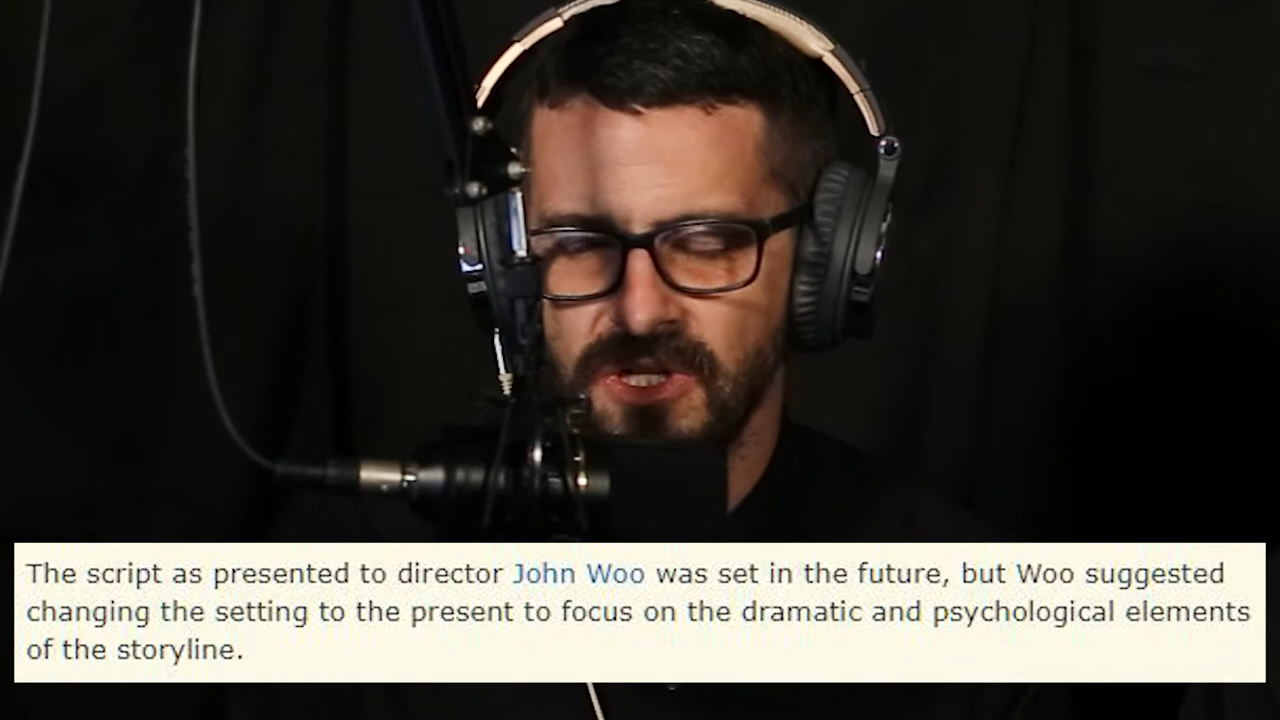 The script as presented to director John Woo was set in the future, but Woo suggested
changing the setting to the present to focus on the dramatic and psychological elements
of the storyline.